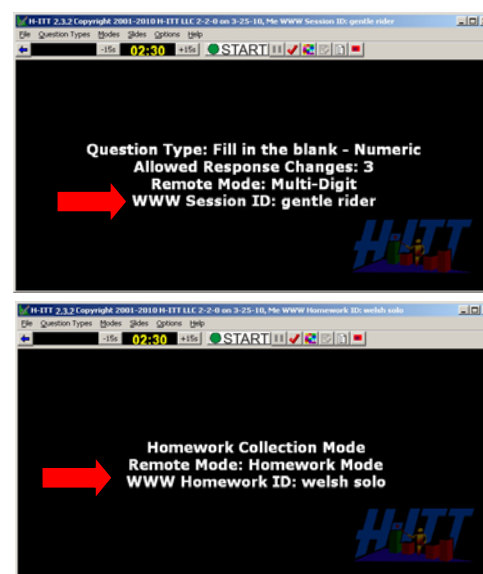 H-ITT 2.3.2 Copyright 2001-2010 H-ITT LLC 2-2-0 on 3-25-10, Me WWW Session ID: gentle rider
File Question Types Modes Slides Options Help
-15s 02:30 +15s START
Question Type: Fill in the blank - Numeric
Allowed Response Changes: 3
Remote Mode: Multi-Digit
WWW Session ID: gentle rider
H-ITT
H-ITT 2.3.2 Copyright 2001-2010 H-ITT LLC 2-2-0 on 3-25-10, Me WWW Homework ID: welsh solo
File Question Types Modes Slides Options Help
-15s 02:30 +15s START
Homework Collection Mode
Remote Mode: Homework Mode
WWW Homework ID: welsh solo
H-ITT